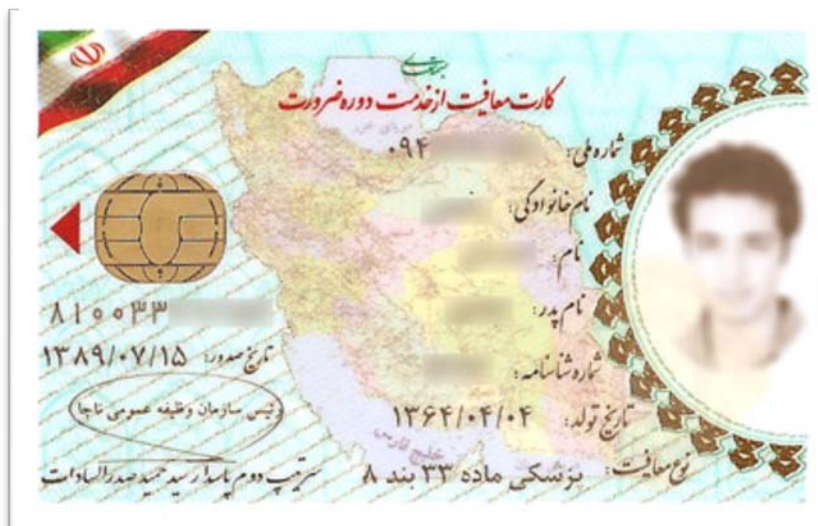 کارت معافیت از خدمت دوره ضرورت
شماره ملی: ۰۹۴
نام خانوادگی:
نام:
نام پدر:
شماره شناسنامه:
تاریخ تولد: ۱۳۶۴/۰۴/۰۴
نوع معافیت: پزشکی ماده ۳۳ بند ۸
۸۱۰۰۳۳
تاریخ صدور: ۱۳۸۹/۰۷/۱۵
رئیس سازمان وظیفه عمومی ناجا
سرتیپ دوم پاسدار سید حمید صدرالسادات
خلیج فارس